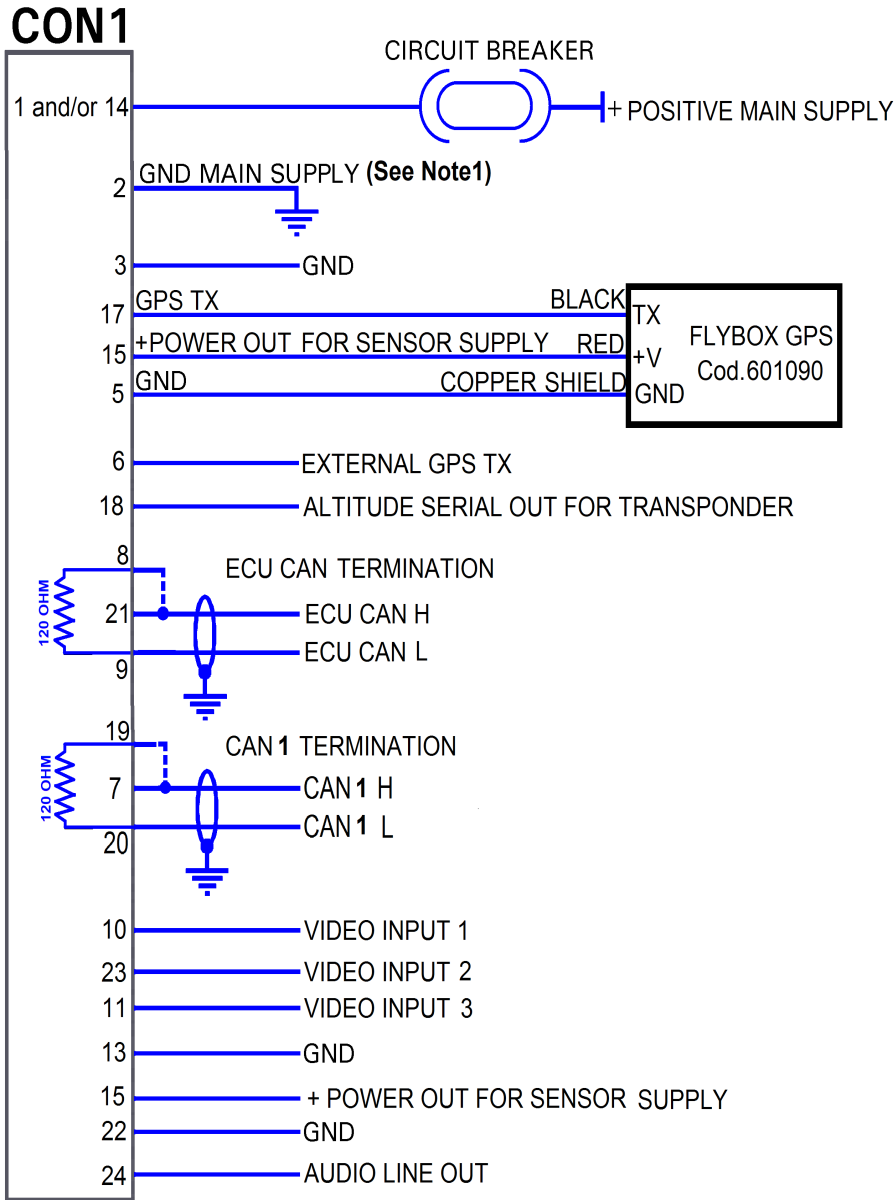 CON1
CIRCUIT BREAKER
1 and/or 14
+ POSITIVE MAIN SUPPLY
GND MAIN SUPPLY (See Note1)
2
3 GND
GPS TX BLACK
17 TX
+POWER OUT FOR SENSOR SUPPLY RED
15 +V
FLYBOX GPS
Cod.601090
GND COPPER SHIELD
5 GND
6 EXTERNAL GPS TX
18 ALTITUDE SERIAL OUT FOR TRANSPONDER
8
ECU CAN TERMINATION
120 OHM
21 ECU CAN H
ECU CAN L
9
19
CAN 1 TERMINATION
120 OHM
7 CAN 1 H
CAN 1 L
20
10 VIDEO INPUT 1
23 VIDEO INPUT 2
11 VIDEO INPUT 3
13 GND
15 + POWER OUT FOR SENSOR SUPPLY
22 GND
24 AUDIO LINE OUT